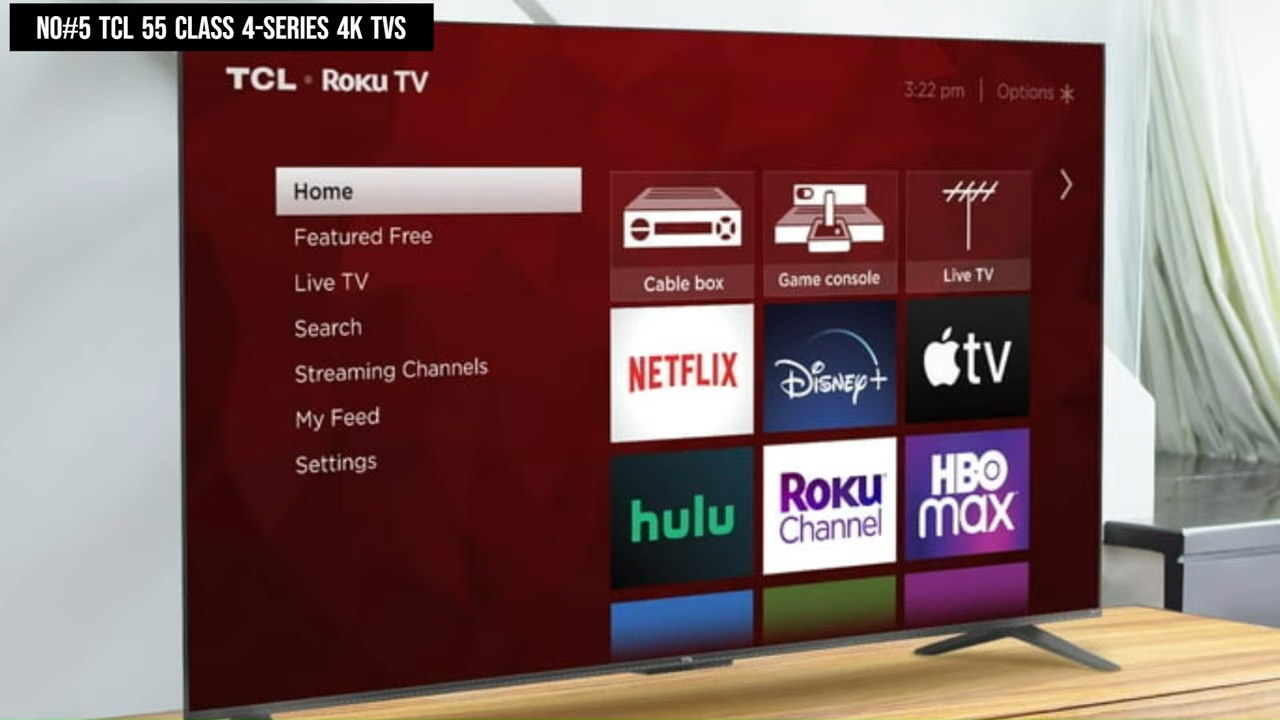 NO#5 TCL 55 CLASS 4-SERIES 4K TVS
TCL • Roku TV
3:22 pm | Options
Home
Featured Free
Live TV
Search
Streaming Channels
My Feed
Settings
Cable box
Game console
Live TV
NETFLIX
Disney+
tv
hulu
Roku Channel
HBO max